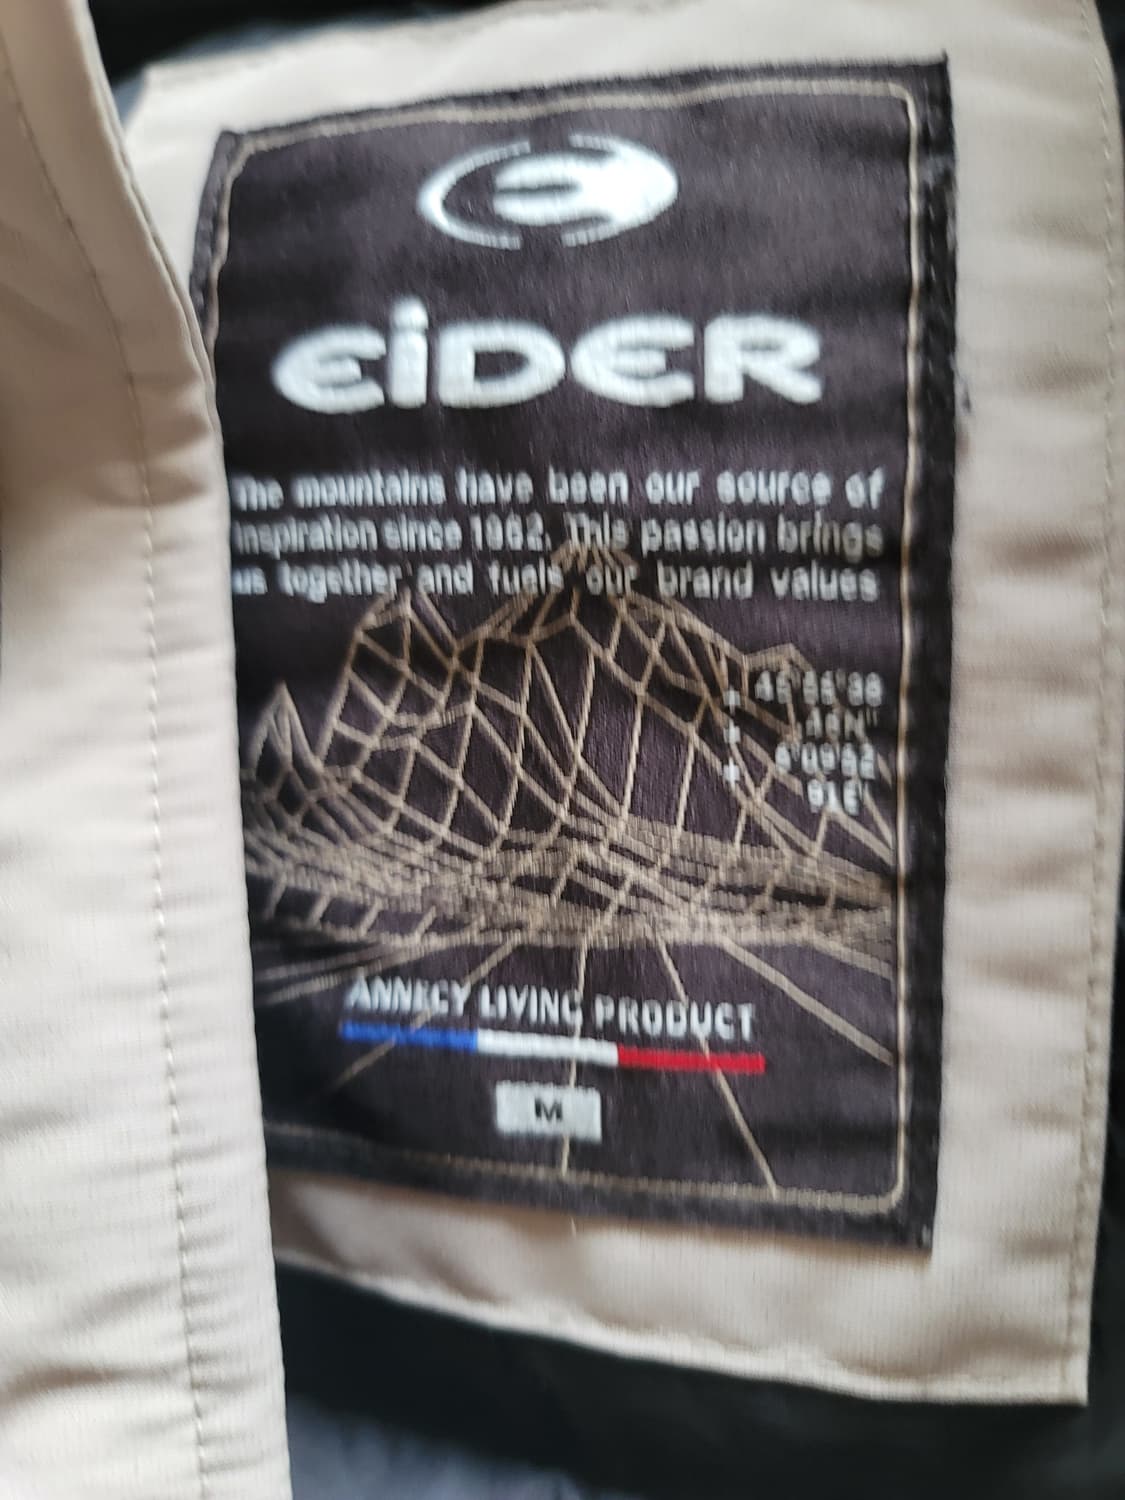 EiDER
The mountains have been our source of
inspiration since 1962. This passion brings
us together and fuels our brand values
ANNECY LIVING PRODUCT
M